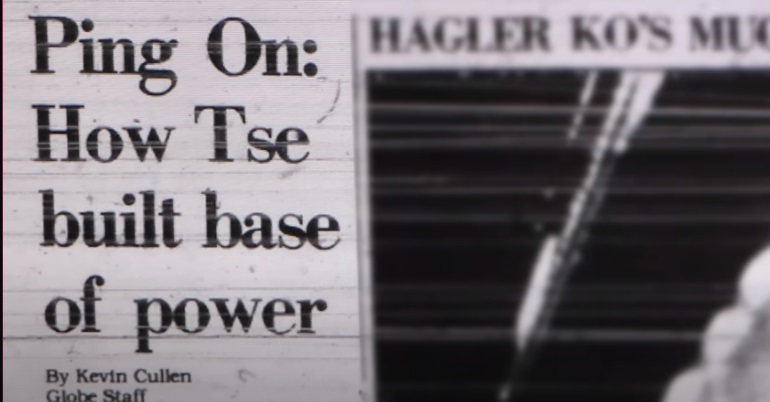 Ping On:
How Tse
built base
of power
By Kevin Cullen
Globe Staff
HAGLER KO'S